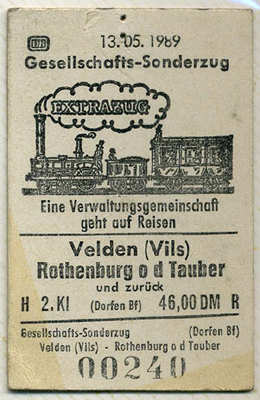 DB 13.05.1989
Gesellschafts-Sonderzug
EXTRAZUG
Eine Verwaltungsgemeinschaft
geht auf Reisen
Velden (Vils)
Rothenburg o d Tauber
und zurück
H 2.Kl (Dorfen Bf) 46,00 DM R
Gesellschafts-Sonderzug (Dorfen Bf)
Velden (Vils) - Rothenburg o d Tauber
00240